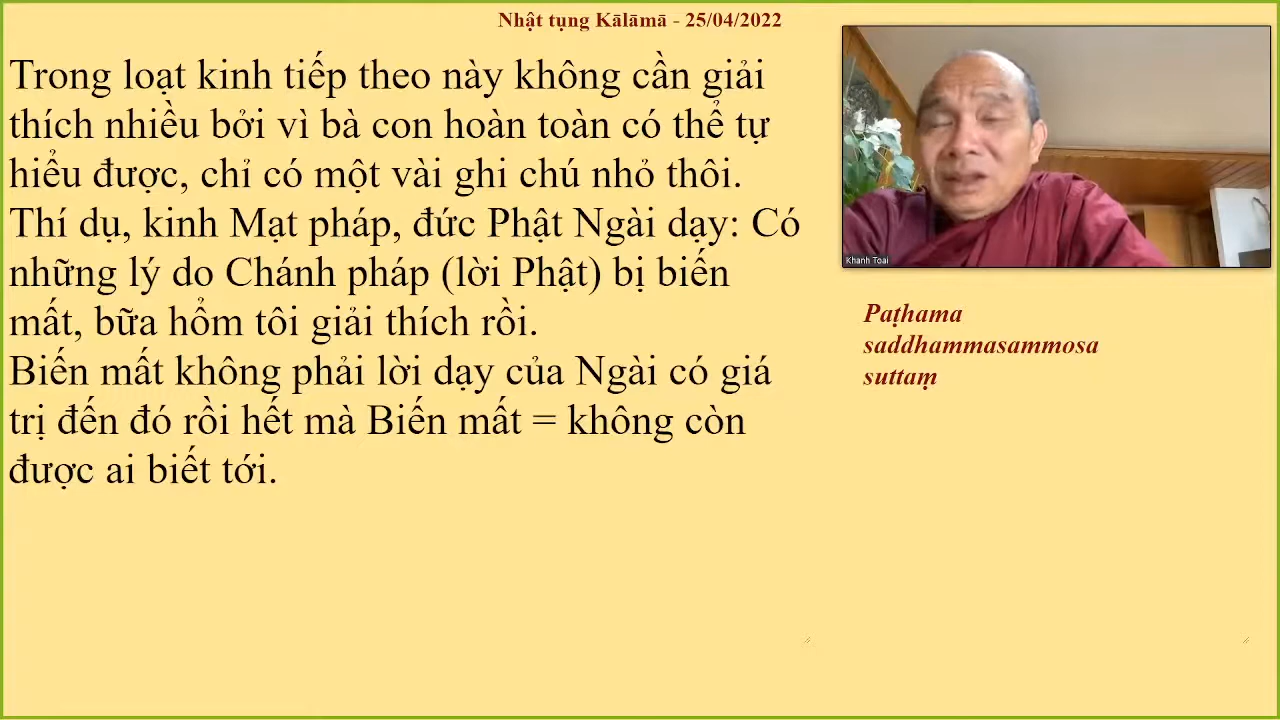 Nhật tụng Kālāmā - 25/04/2022
Trong loạt kinh tiếp theo này không cần giải
thích nhiều bởi vì bà con hoàn toàn có thể tự
hiểu được, chỉ có một vài ghi chú nhỏ thôi.
Thí dụ, kinh Mạt pháp, đức Phật Ngài dạy: Có
những lý do Chánh pháp (lời Phật) bị biến
mất, bữa hổm tôi giải thích rồi.
Biến mất không phải lời dạy của Ngài có giá
trị đến đó rồi hết mà Biến mất = không còn
được ai biết tới.
Khanh Toai
Paṭhama
saddhammasammosa
suttaṃ